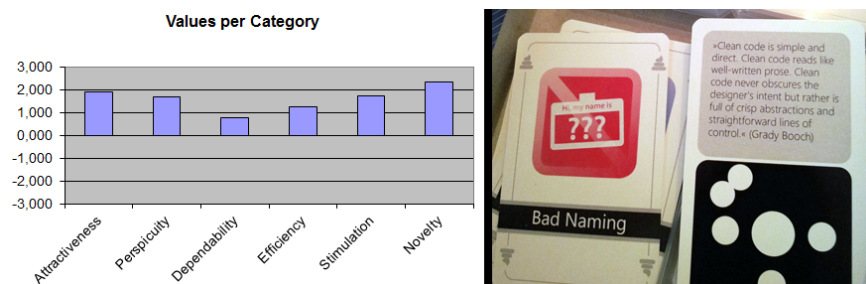 Values per Category
3,000
2,000
1,000
0,000
-1,000
-2,000
-3,000
Attractiveness
Perspicuity
Dependability
Efficiency
Stimulation
Novelty
Hi, my name is
???
Bad Naming
»Clean code is simple and
direct. Clean code reads like
well-written prose. Clean
code never obscures the
designer's intent but rather is
full of crisp abstractions and
straightforward lines of
control.« (Grady Booch)